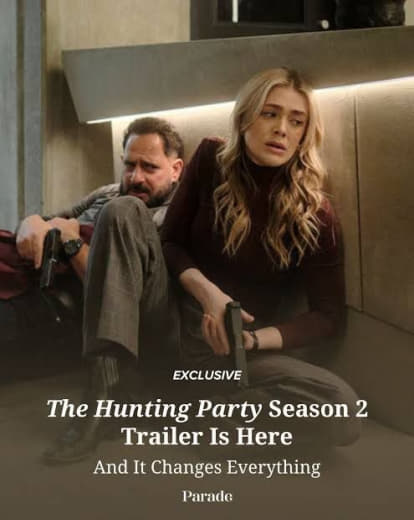 EXCLUSIVE
The Hunting Party Season 2
Trailer Is Here
And It Changes Everything
Parade